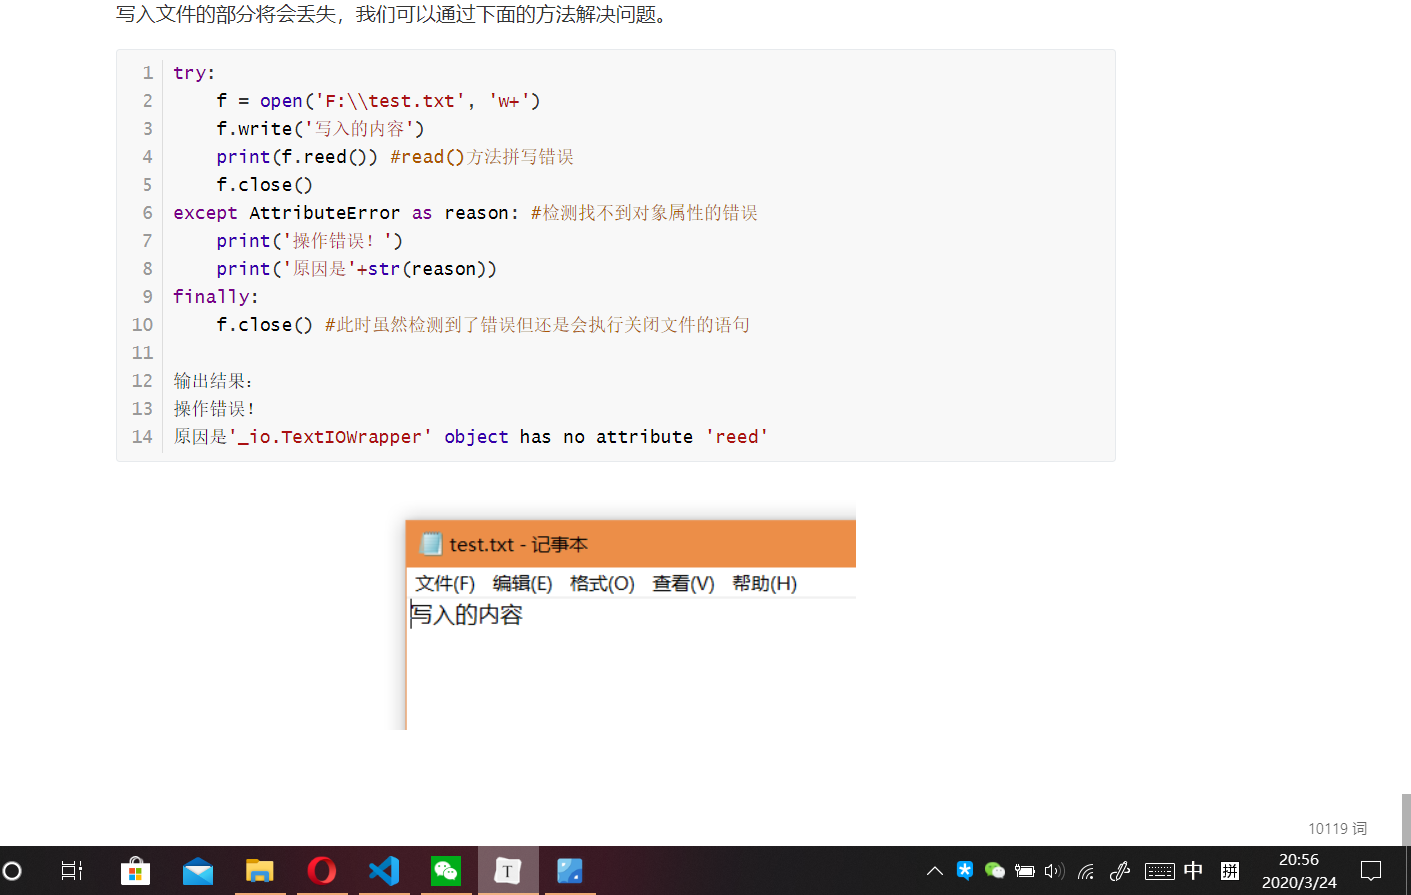 写入文件的部分将会丢失，我们可以通过下面的方法解决问题。
1 try:
2 f = open('F:\\test.txt', 'w+')
3 f.write('写入的内容')
4 print(f.reed()) #read()方法拼写错误
5 f.close()
6 except AttributeError as reason: #检测找不到对象属性的错误
7 print('操作错误！')
8 print('原因是'+str(reason))
9 finally:
10 f.close() #此时虽然检测到了错误但还是会执行关闭文件的语句
11
12 输出结果：
13 操作错误！
14 原因是'_io.TextIOWrapper' object has no attribute 'reed'
test.txt - 记事本
文件(F) 编辑(E) 格式(O) 查看(V) 帮助(H)
写入的内容
10119 词
T
中
拼
20:56
2020/3/24